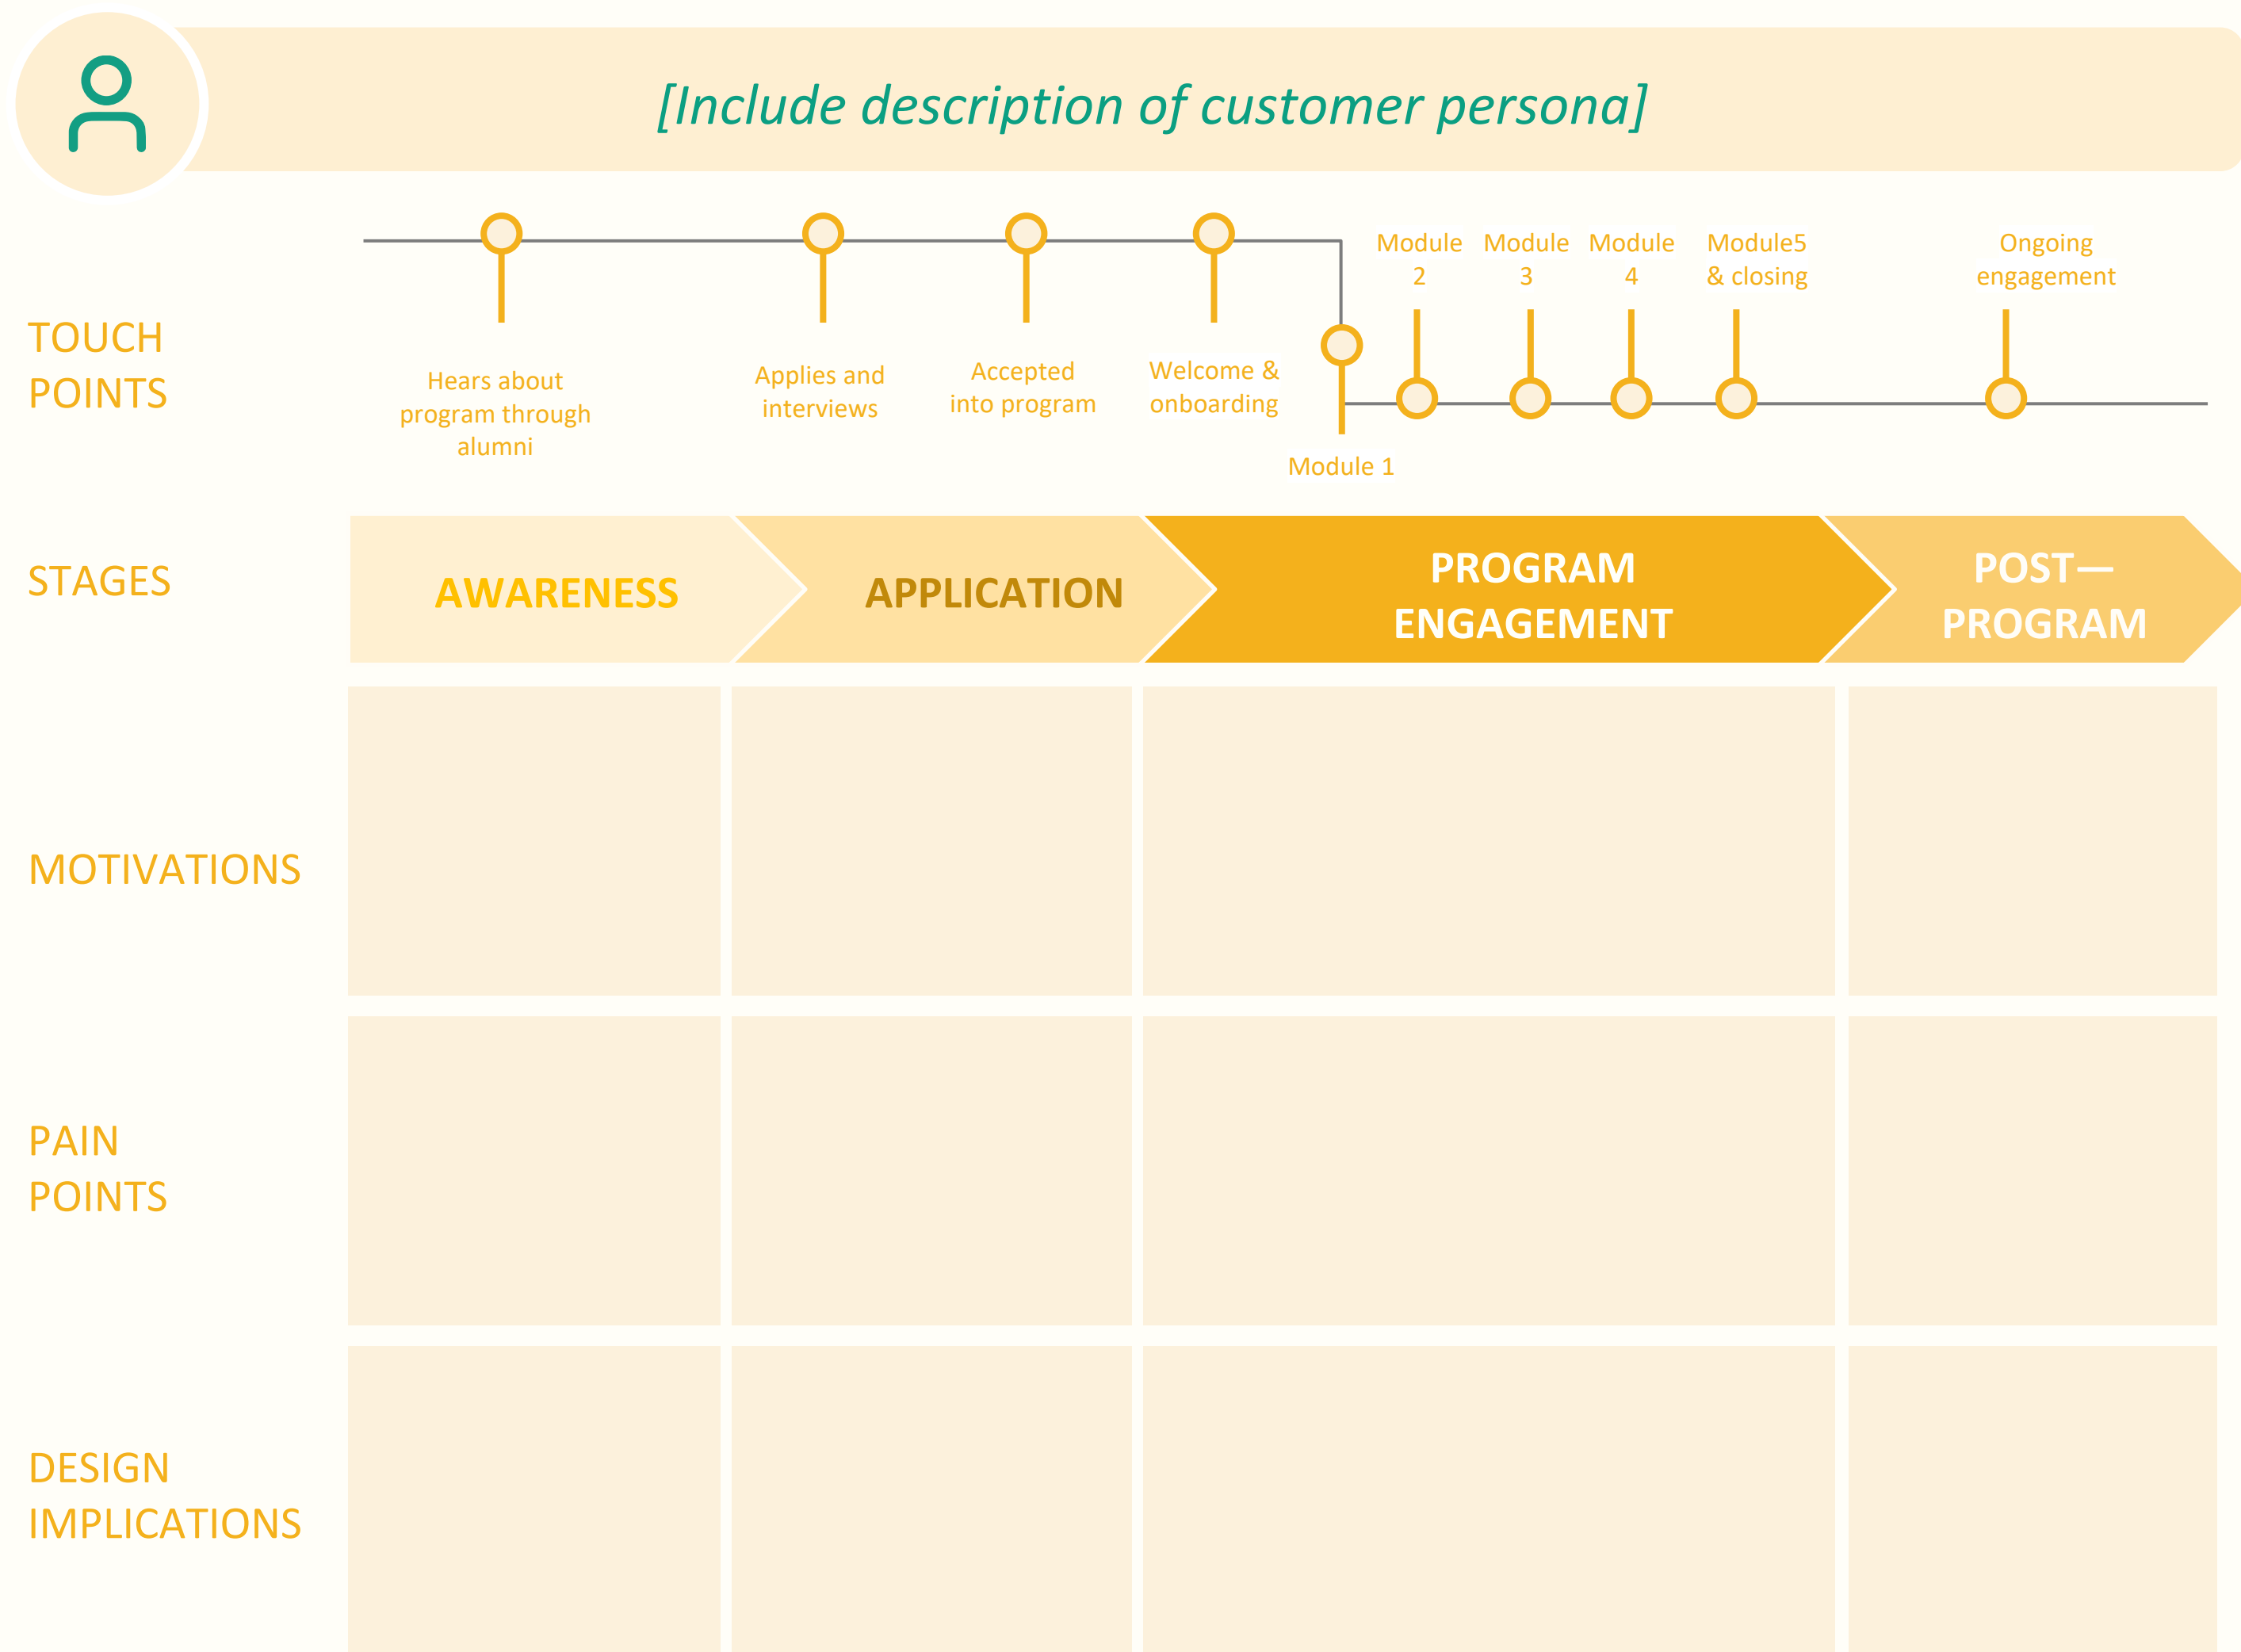 [Include description of customer persona]
TOUCH
POINTS
Hears about
program through
alumni
Applies and
interviews
Accepted
into program
Welcome &
onboarding
Module 1
Module
2
Module
3
Module
4
Module5
& closing
Ongoing
engagement
STAGES
AWARENESS
APPLICATION
PROGRAM
ENGAGEMENT
POST—
PROGRAM
MOTIVATIONS
PAIN
POINTS
DESIGN
IMPLICATIONS